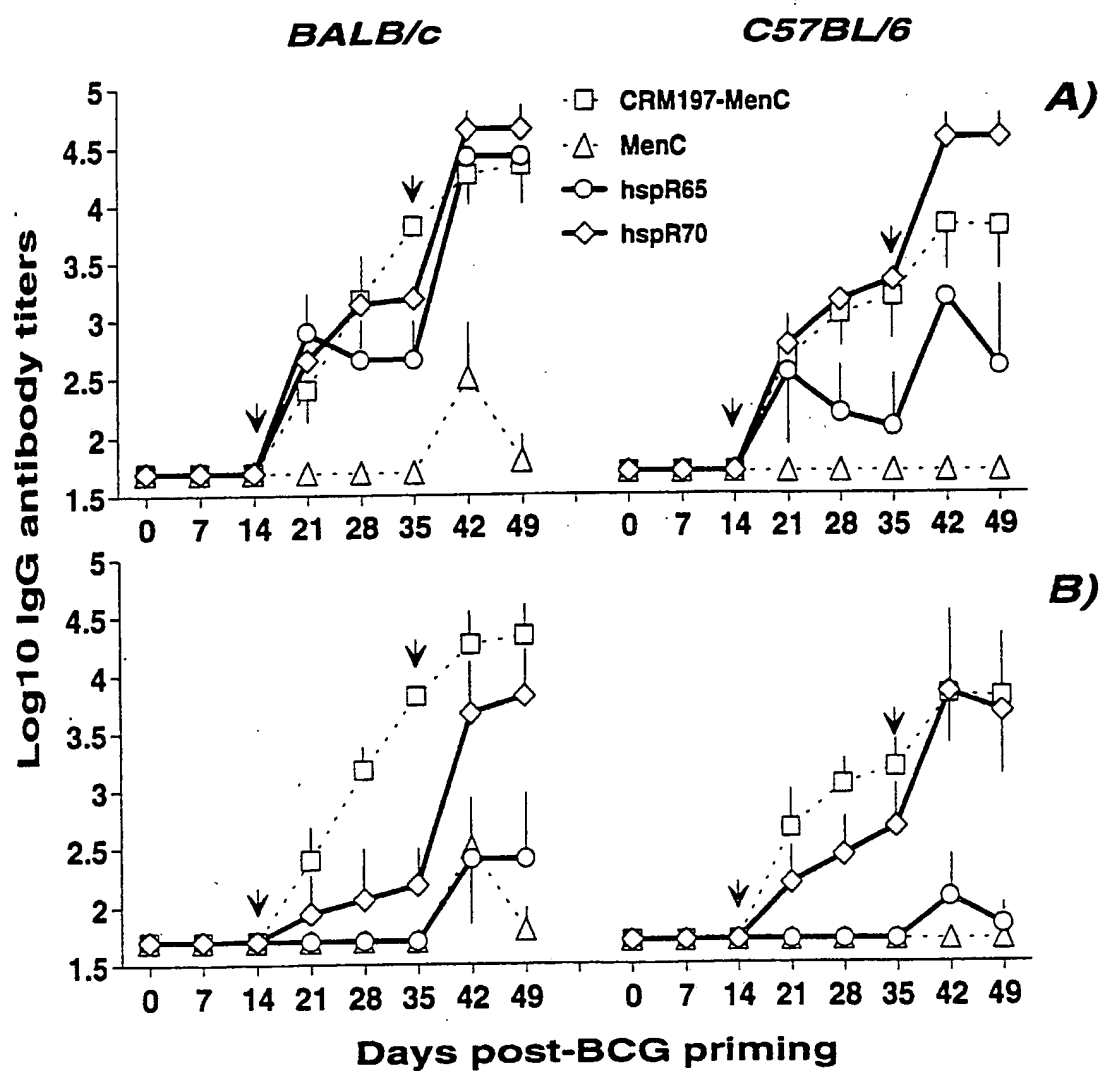 BALB/c
C57BL/6
A)
CRM197-MenC
MenC
hspR65
hspR70
5
4.5
4
3.5
3
2.5
2
1.5
0 7 14 21 28 35 42 49
0 7 14 21 28 35 42 49
B)
5
4.5
4
3.5
3
2.5
2
1.5
0 7 14 21 28 35 42 49
0 7 14 21 28 35 42 49
Log10 IgG antibody titers
Days post-BCG priming